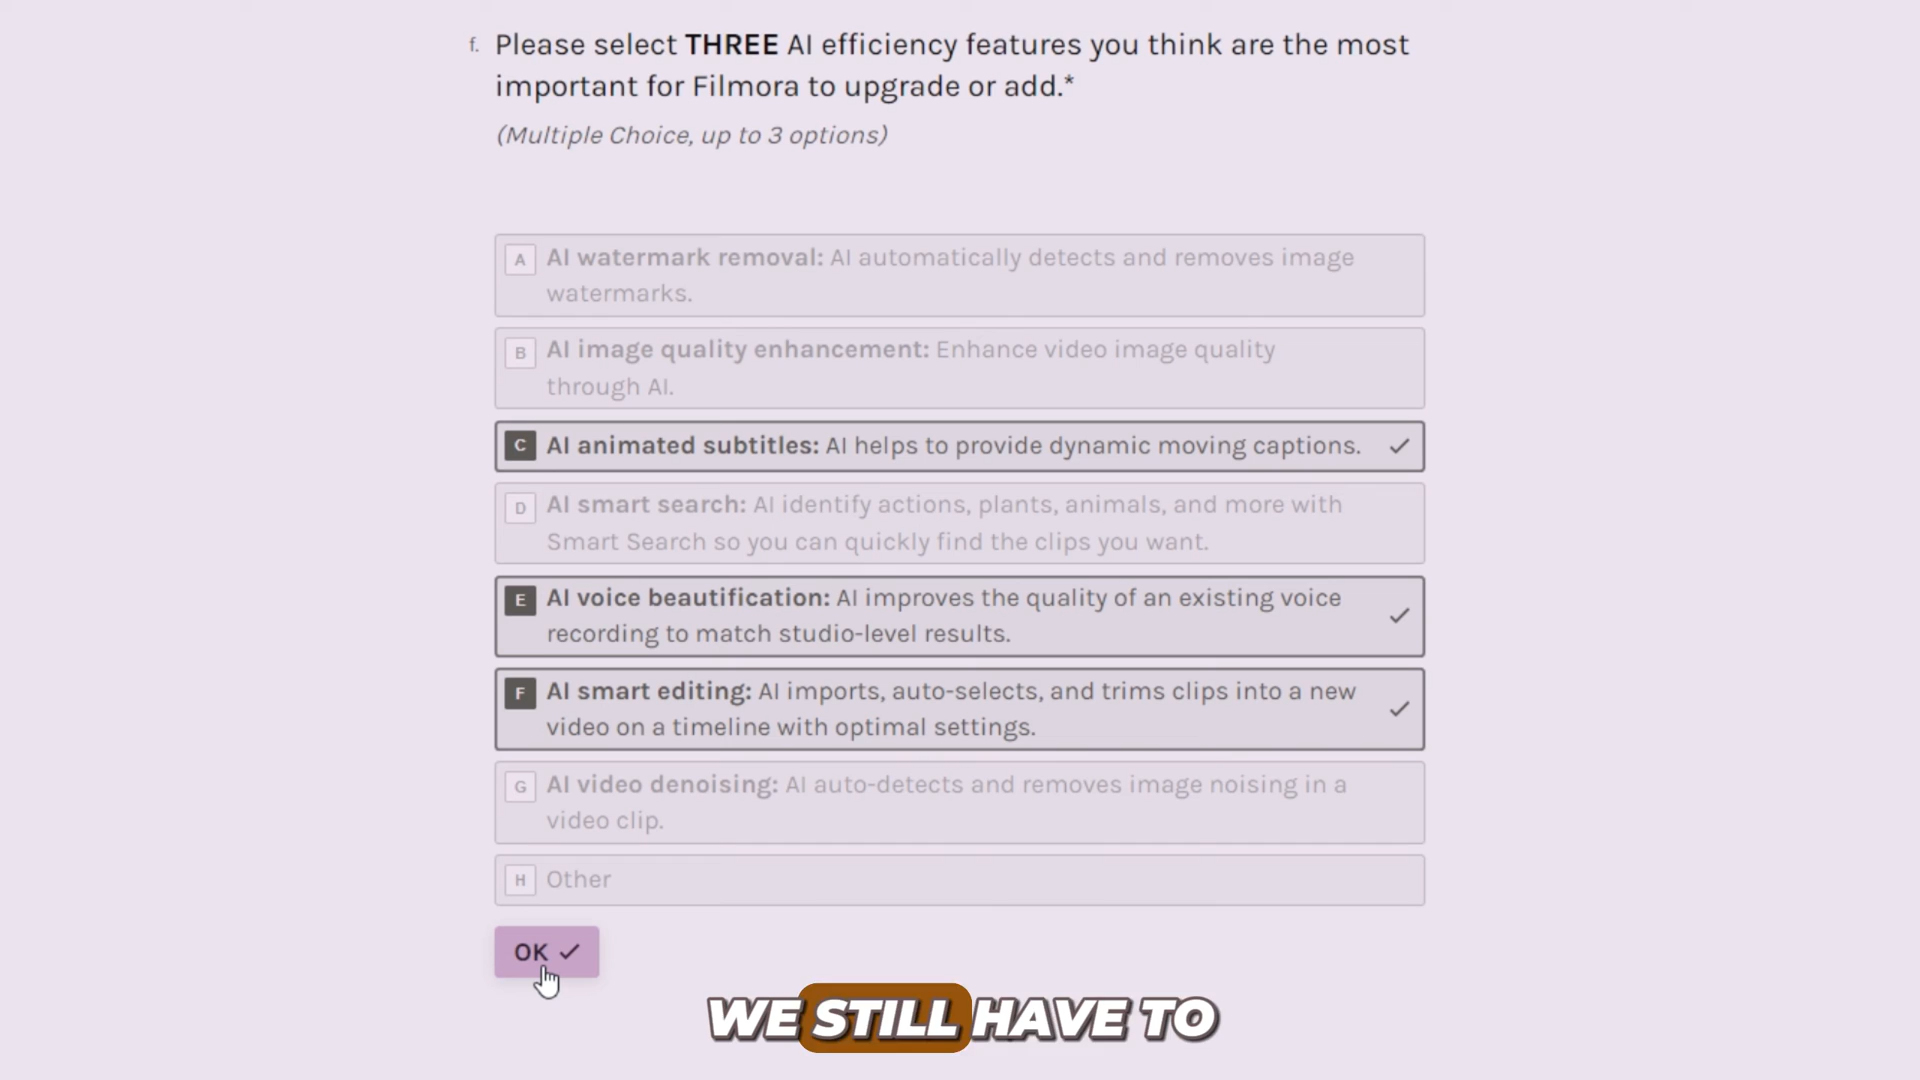 f. Please select THREE AI efficiency features you think are the most
important for Filmora to upgrade or add.*
(Multiple Choice, up to 3 options)
A AI watermark removal: AI automatically detects and removes image
watermarks.
B AI image quality enhancement: Enhance video image quality
through AI.
C AI animated subtitles: AI helps to provide dynamic moving captions.
D AI smart search: AI identify actions, plants, animals, and more with
Smart Search so you can quickly find the clips you want.
E AI voice beautification: AI improves the quality of an existing voice
recording to match studio-level results.
F AI smart editing: AI imports, auto-selects, and trims clips into a new
video on a timeline with optimal settings.
G AI video denoising: AI auto-detects and removes image noising in a
video clip.
H Other
OK
WE STILL HAVE TO